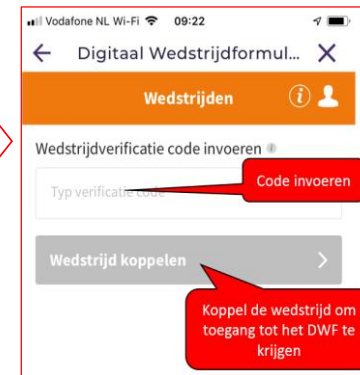 Vodafone NL Wi-Fi 09:22
Digitaal Wedstrijdformul...
Wedstrijden
Wedstrijdverificatie code invoeren
Typ verificatie code
Code invoeren
Wedstrijd koppelen
Koppel de wedstrijd om
toegang tot het DWF te
krijgen